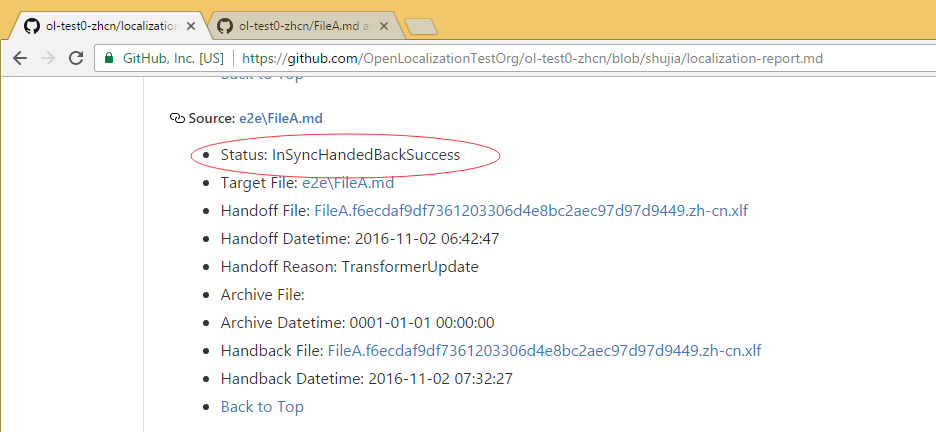 ol-test0-zhcn/localization
ol-test0-zhcn/FileA.md a
GitHub, Inc. [US]
https://github.com/OpenLocalizationTestOrg/ol-test0-zhcn/blob/shujia/localization-report.md
Back to Top
Source: e2e\FileA.md
Status: InSyncHandedBackSuccess
Target File: e2e\FileA.md
Handoff File: FileA.f6ecdaf9df7361203306d4e8bc2aec97d97d9449.zh-cn.xlf
Handoff Datetime: 2016-11-02 06:42:47
Handoff Reason: TransformerUpdate
Archive File:
Archive Datetime: 0001-01-01 00:00:00
Handback File: FileA.f6ecdaf9df7361203306d4e8bc2aec97d97d9449.zh-cn.xlf
Handback Datetime: 2016-11-02 07:32:27
Back to Top